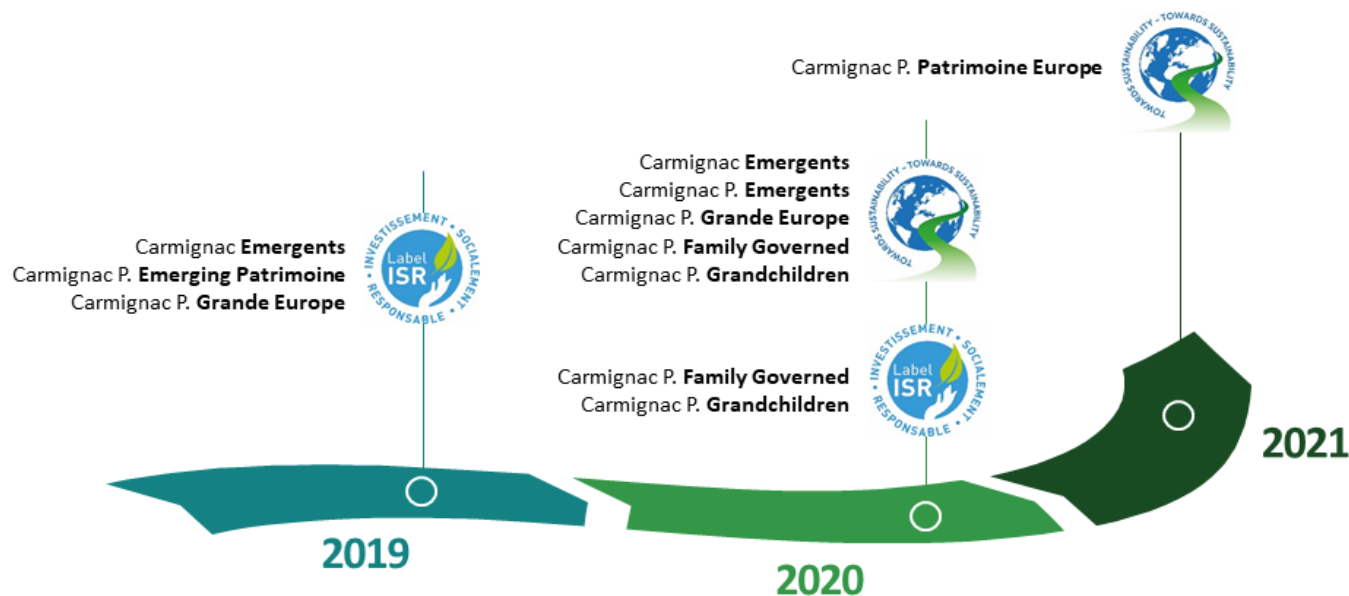 Carmignac P. Patrimoine Europe
TOWARDS SUSTAINABILITY - TOWARDS SUSTAINABILITY
Carmignac Emergents
Carmignac P. Emergents
Carmignac P. Grande Europe
Carmignac P. Family Governed
Carmignac P. Grandchildren
TOWARDS SUSTAINABILITY - TOWARDS SUSTAINABILITY
Carmignac Emergents
Carmignac P. Emerging Patrimoine
Carmignac P. Grande Europe
INVESTISSEMENT • SOCIALEMENT • RESPONSABLE •
Label
ISR
Carmignac P. Family Governed
Carmignac P. Grandchildren
INVESTISSEMENT • SOCIALEMENT • RESPONSABLE •
Label
ISR
2019
2020
2021